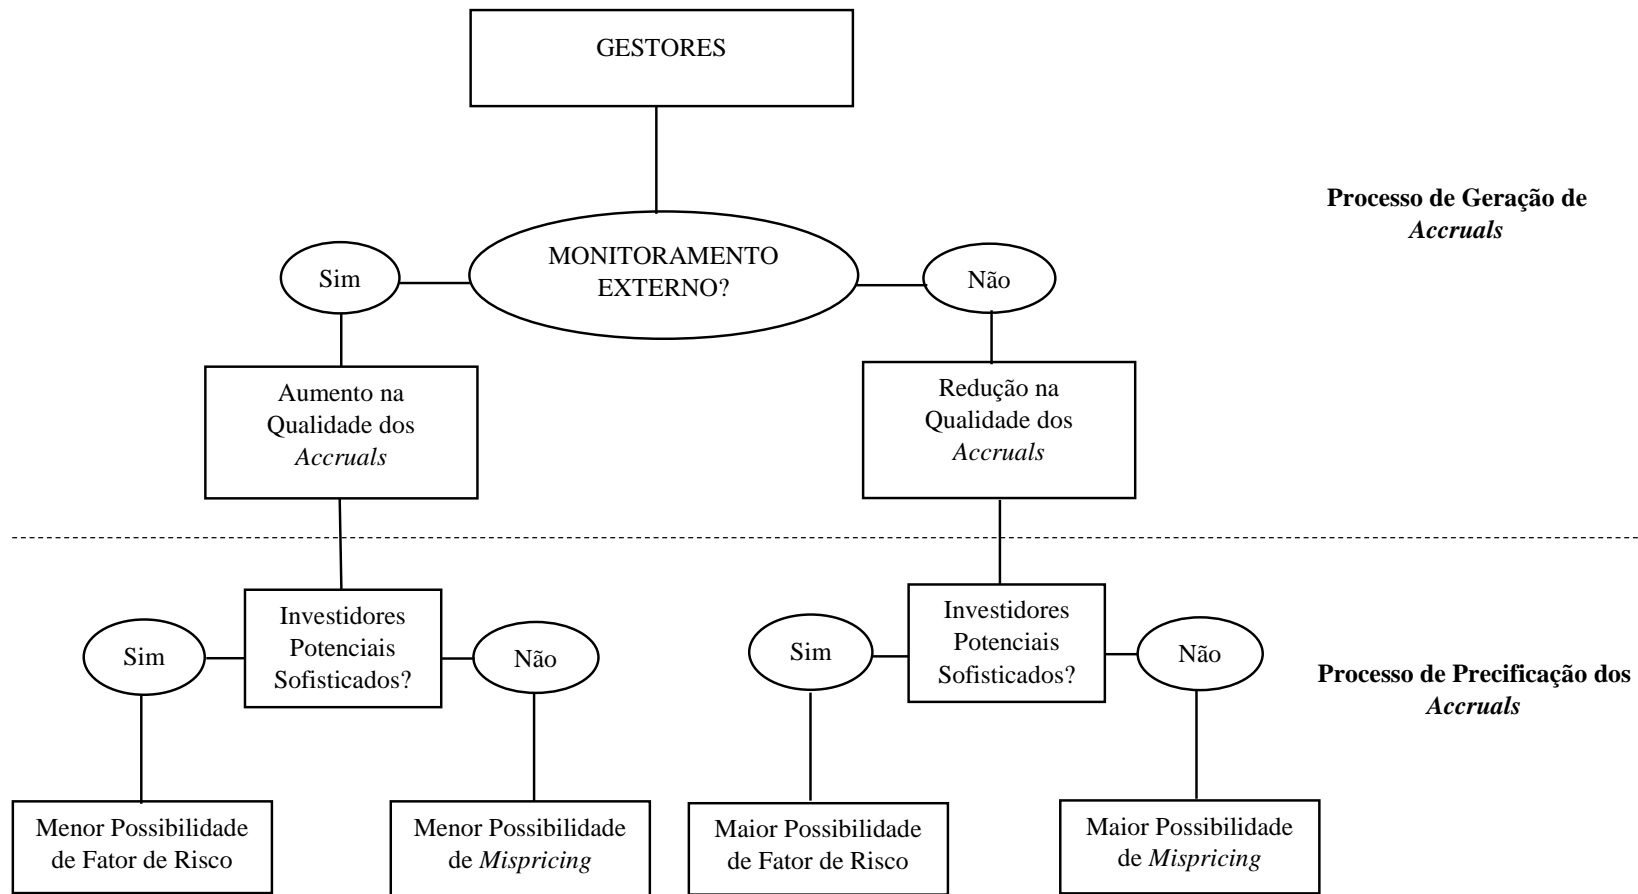 GESTORES
Processo de Geração de
Accruals
MONITORAMENTO
EXTERNO?
Sim
Não
Aumento na
Qualidade dos
Accruals
Redução na
Qualidade dos
Accruals
Investidores
Potenciais
Sofisticados?
Sim
Não
Investidores
Potenciais
Sofisticados?
Sim
Não
Processo de Precificação dos
Accruals
Menor Possibilidade
de Fator de Risco
Menor Possibilidade
de Mispricing
Maior Possibilidade
de Fator de Risco
Maior Possibilidade
de Mispricing